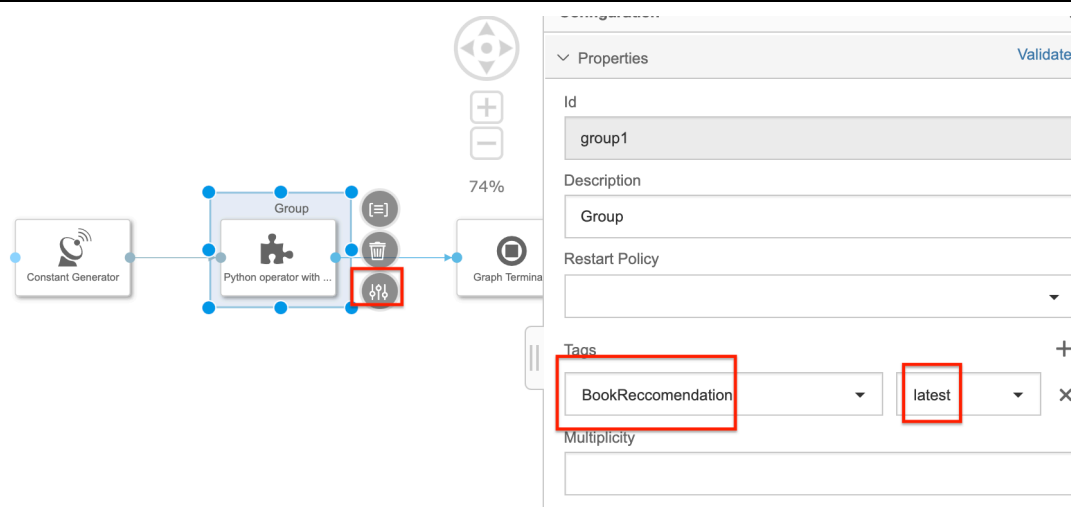 Properties
Validate
Id
group1
Description
Group
Restart Policy
Tags
BookReccomendation
latest
Multiplicity
74%
Group
Constant Generator
Python operator with ...
Graph Termina